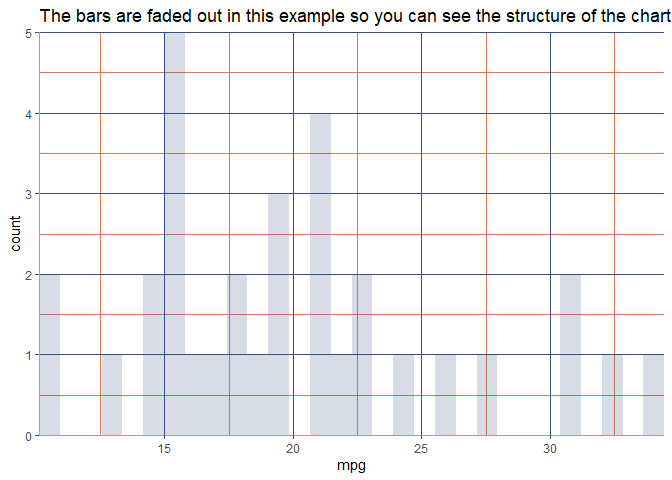 The bars are faded out in this example so you can see the structure of the chart
5
4
3
2
1
0
count
15 20 25 30
mpg